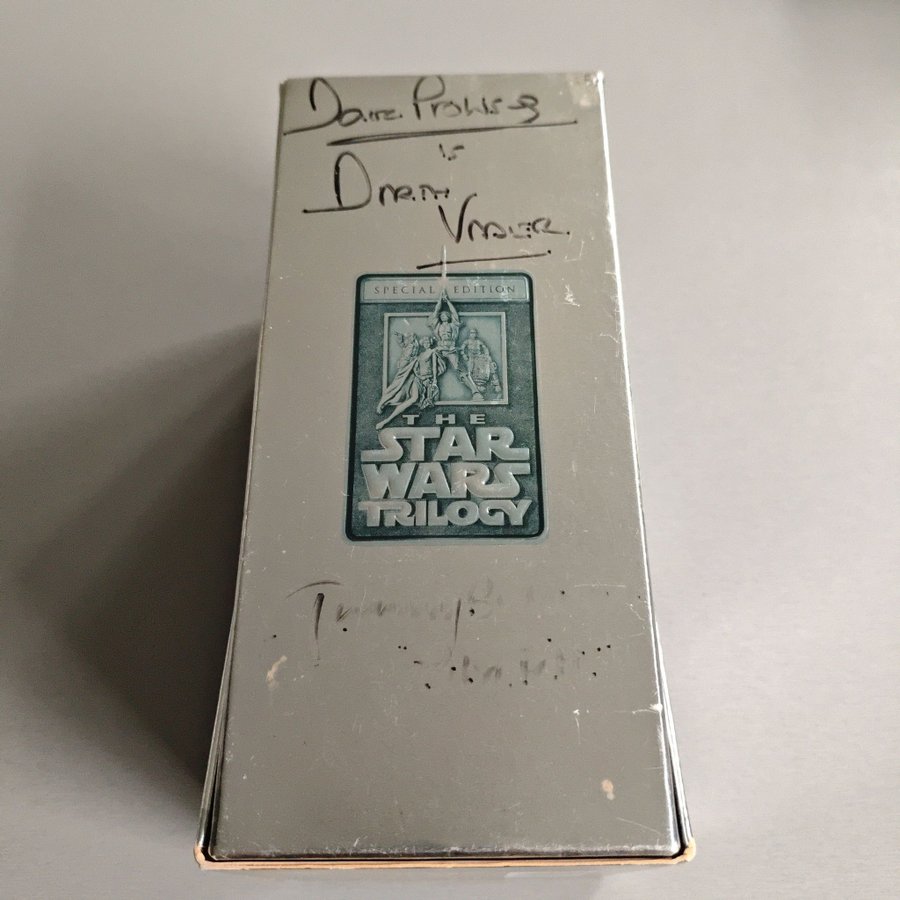 Dave Prowse
is
DARTH
VADER.
SPECIAL EDITION
THE
STAR
WARS
TRILOGY